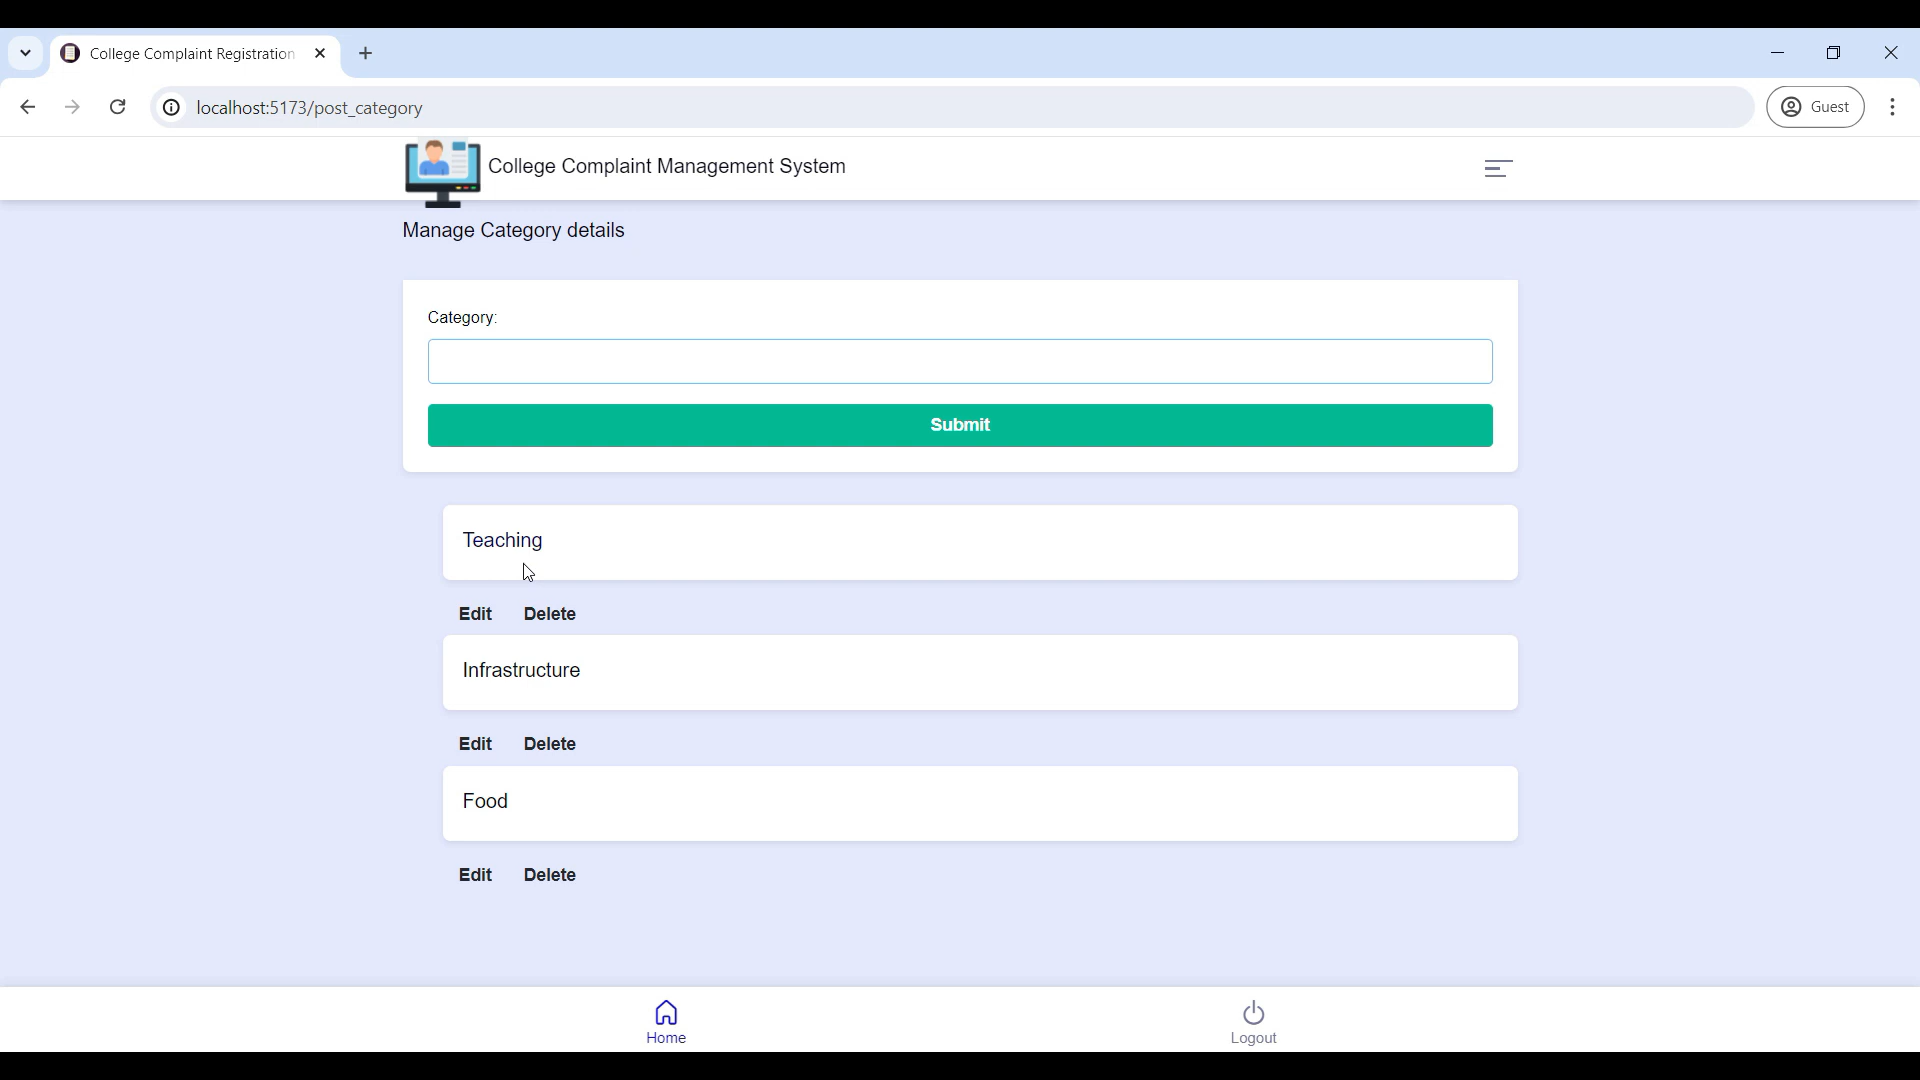 College Complaint Registration
localhost:5173/post_category
Guest
College Complaint Management System
Manage Category details
Category:
Submit
Teaching
Edit Delete
Infrastructure
Edit Delete
Food
Edit Delete
Home Logout